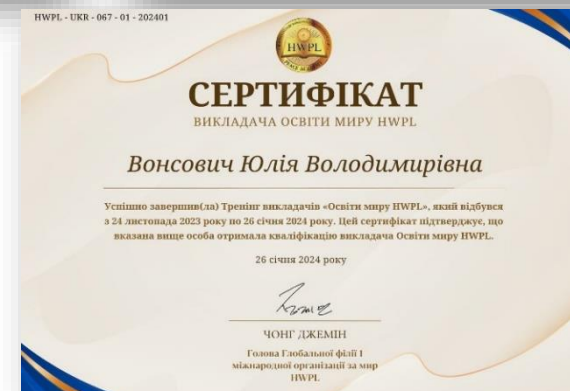 HWPL - UKR - 067 - 01 - 202401
HWPL
СЕРТИФІКАТ
ВИКЛАДАЧА ОСВІТИ МИРУ HWPL
Вонсович Юлія Володимирівна
Успішно завершив(ла) Тренінг викладачів «Освіти миру HWPL», який відбувся
з 24 листопада 2023 року по 26 січня 2024 року. Цей сертифікат підтверджує, що
вказана вище особа отримала кваліфікацію викладача Освіти миру HWPL.
26 січня 2024 року
ЧОНГ ДЖЕМІН
Голова Глобальної філії 1
міжнародної організації за мир
HWPL